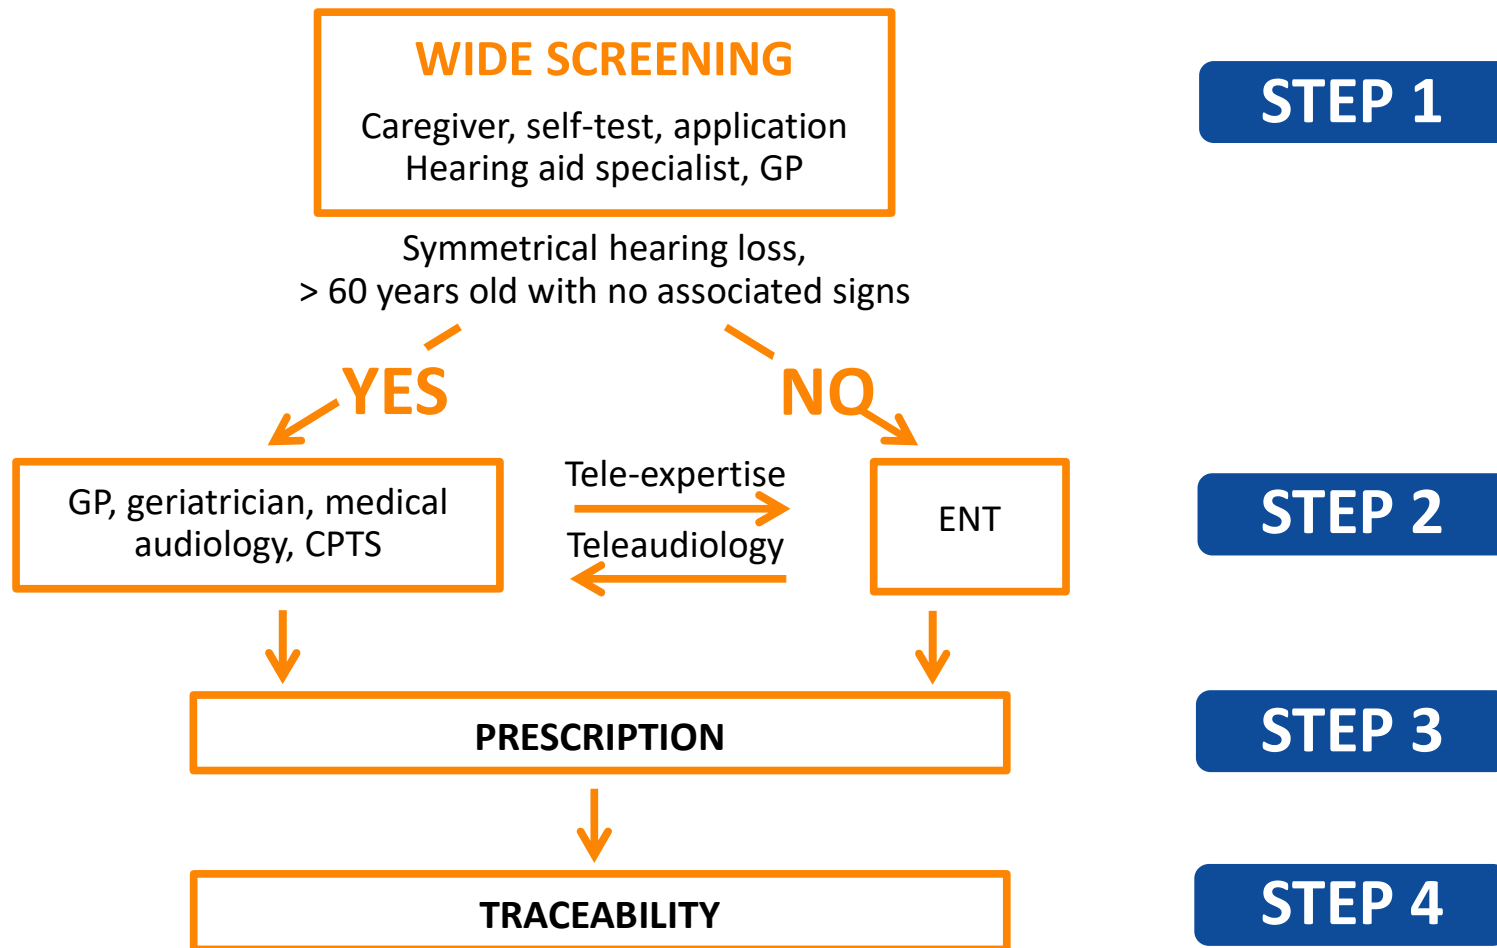 WIDE SCREENING
Caregiver, self-test, application
Hearing aid specialist, GP
STEP 1
Symmetrical hearing loss,
> 60 years old with no associated signs
YES
NO
GP, geriatrician, medical
audiology, CPTS
Tele-expertise
Teleaudiology
ENT
STEP 2
PRESCRIPTION
STEP 3
TRACEABILITY
STEP 4